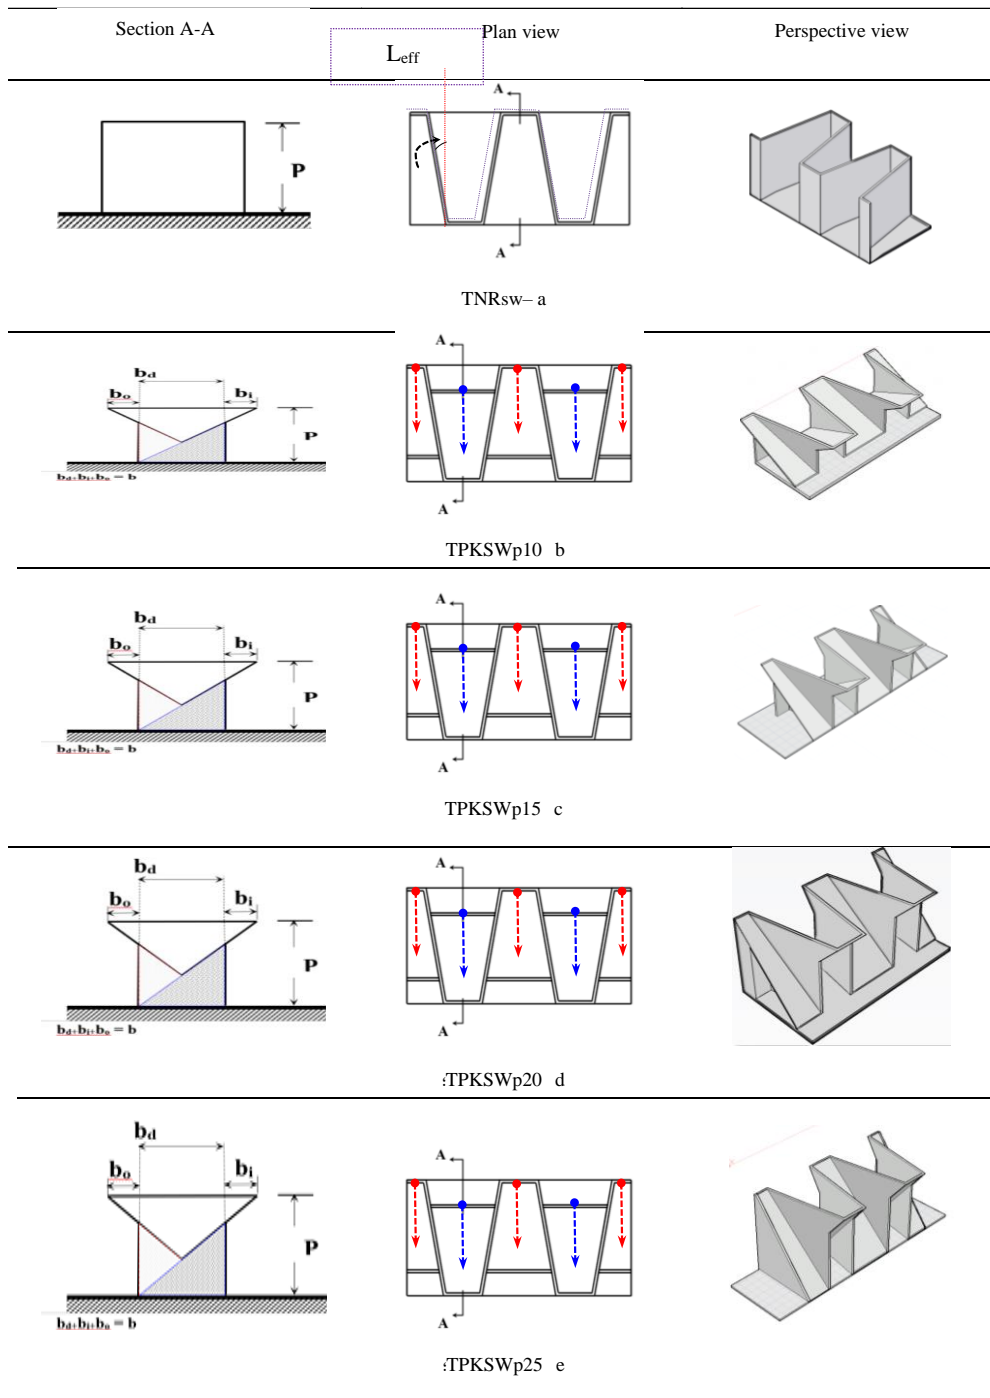 Section A-A Plan view Perspective view
Leff
A
P
A
TNRsw– a
A
bd
bo bi
P
bd+bi+bo = b
A
TPKSWp10 b
A
bd
bo bi
P
bd+bi+bo = b
A
TPKSWp15 c
A
bd
bo bi
P
bd+bi+bo = b
A
:TPKSWp20 d
bd
A
bo bi
P
bd+bi+bo = b
A
:TPKSWp25 e